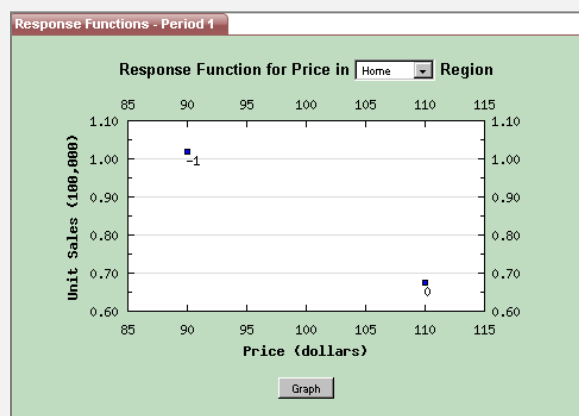 Response Functions - Period 1
Response Function for Price in Home Region
85 90 95 100 105 110 115
1.10 1.10
1.00 1.00
-1
0.90 0.90
0.80 0.80
0.70 0.70
0
0.60 0.60
Unit Sales (100,000)
85 90 95 100 105 110 115
Price (dollars)
Graph